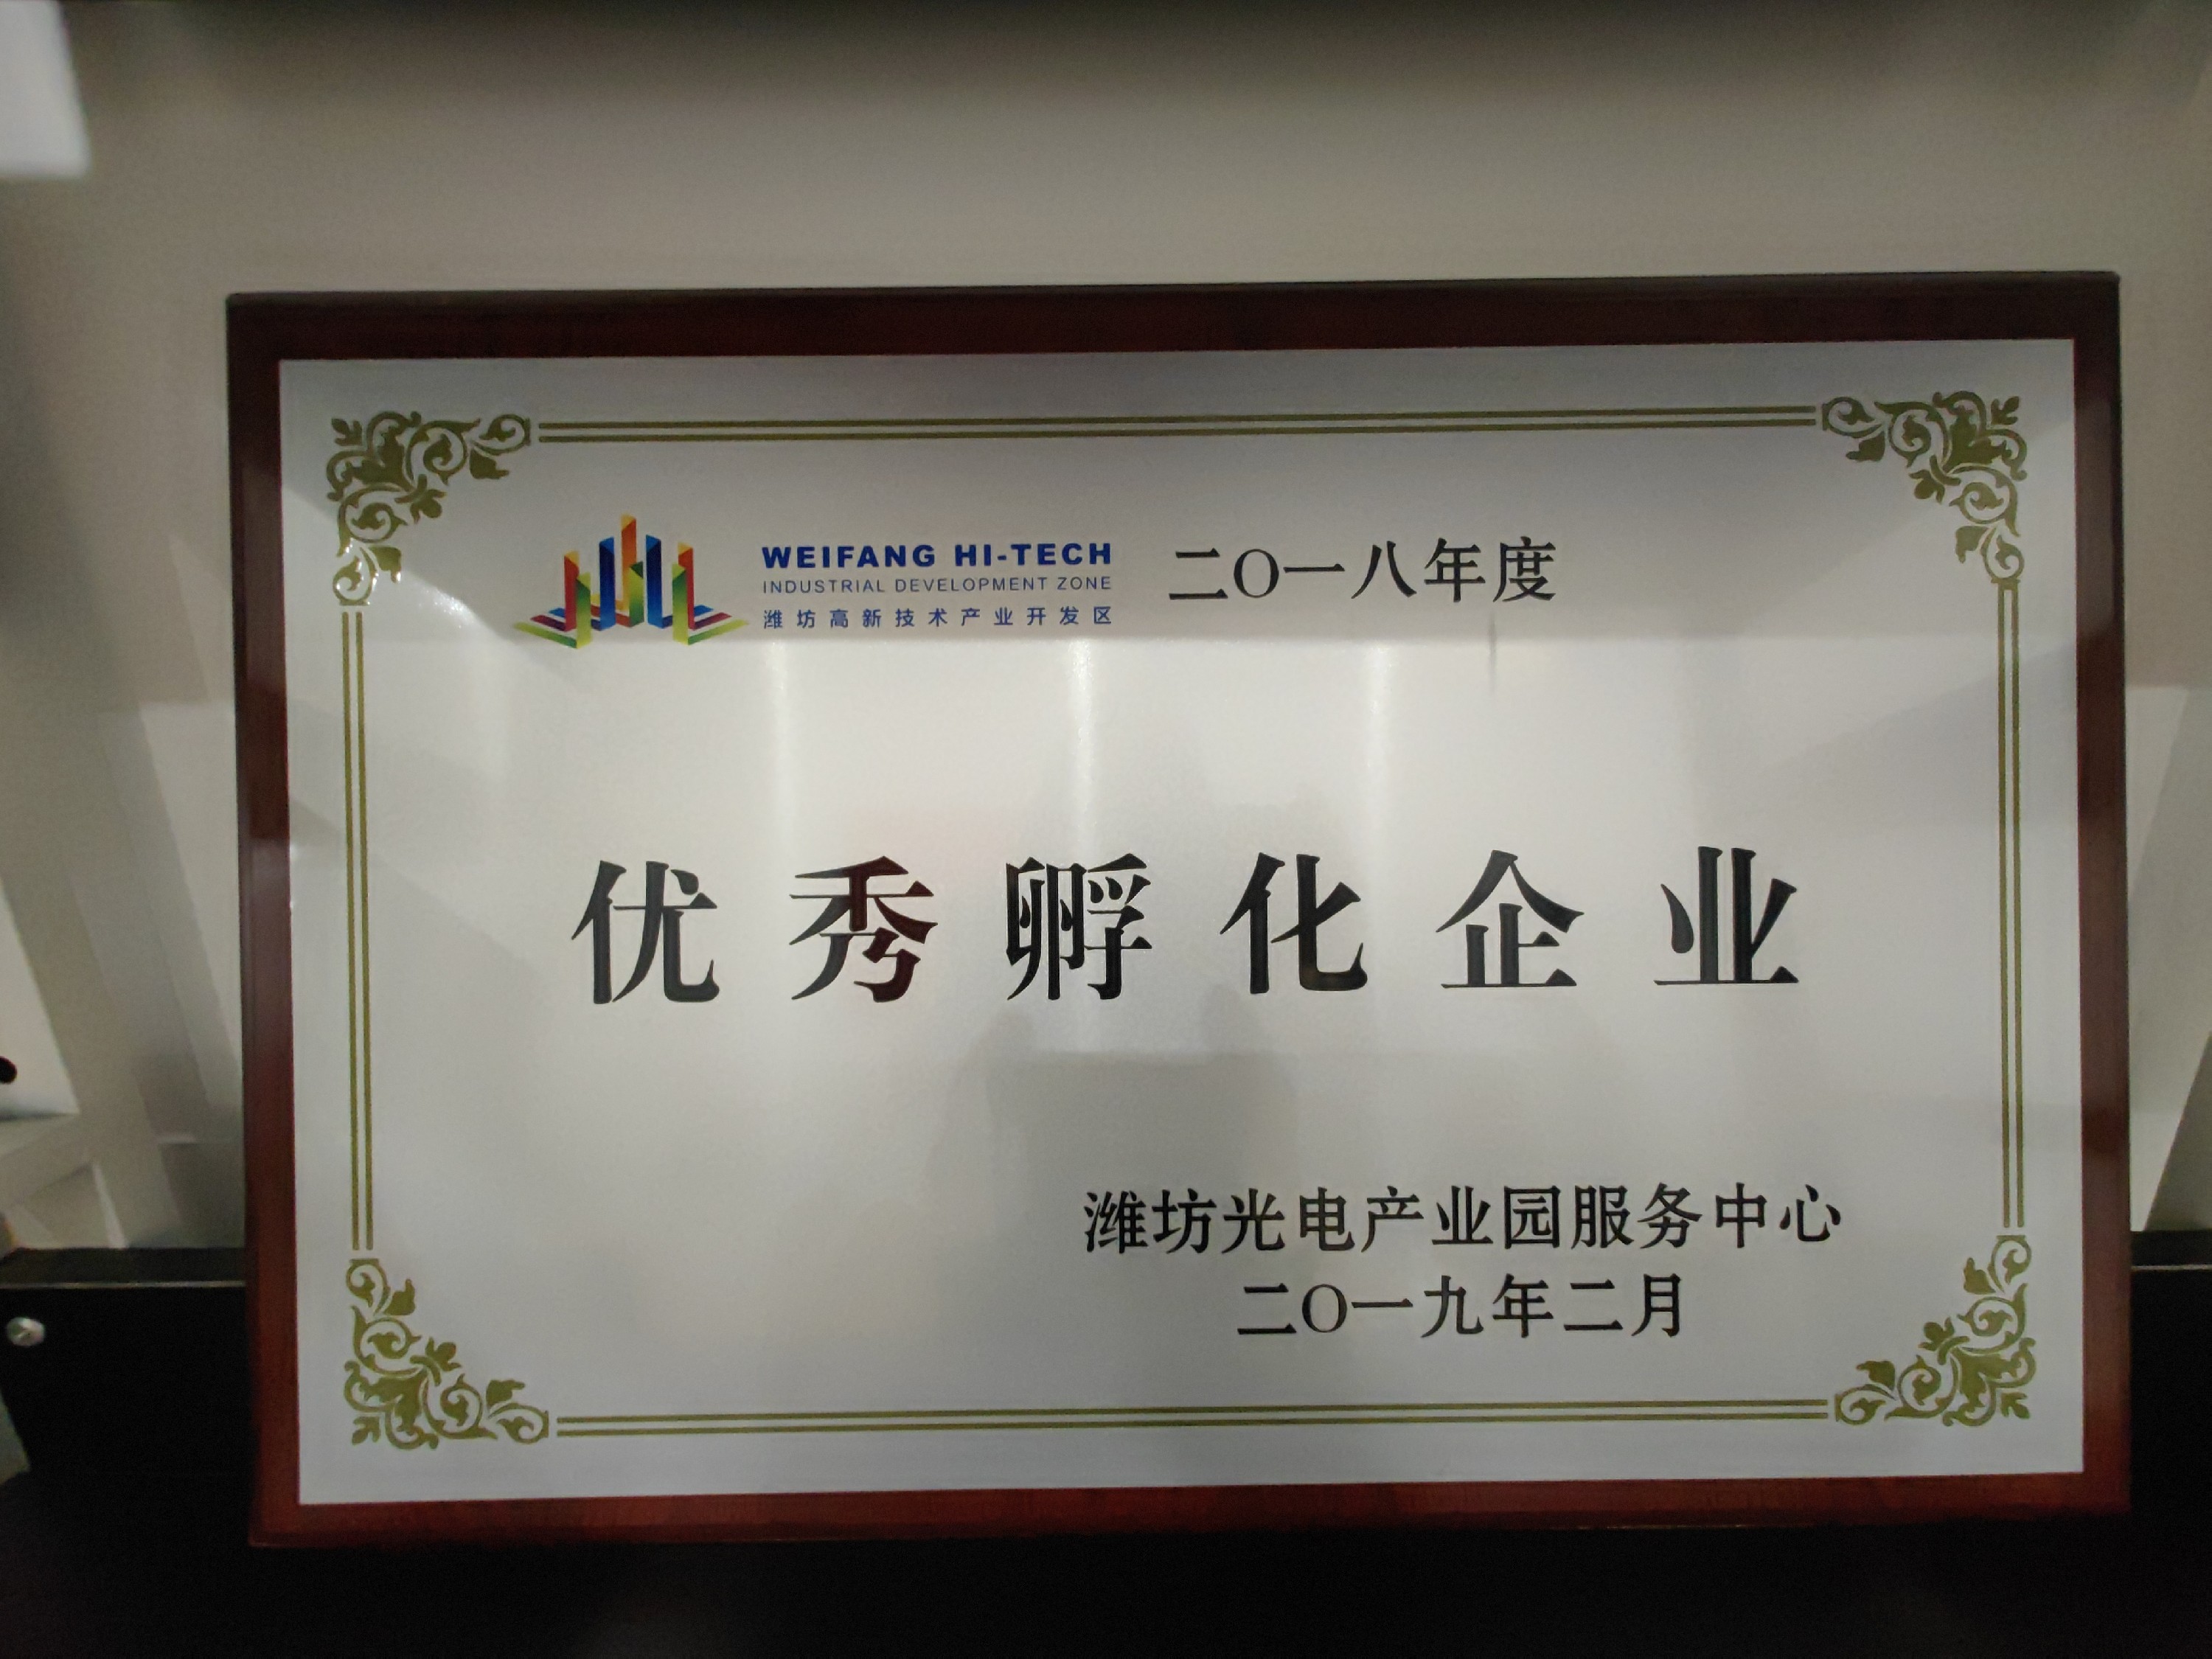 WEIFANG HI-TECH
INDUSTRIAL DEVELOPMENT ZONE
潍坊高新技术产业开发区
二〇一八年度
优秀孵化企业
潍坊光电产业园服务中心
二〇一九年二月